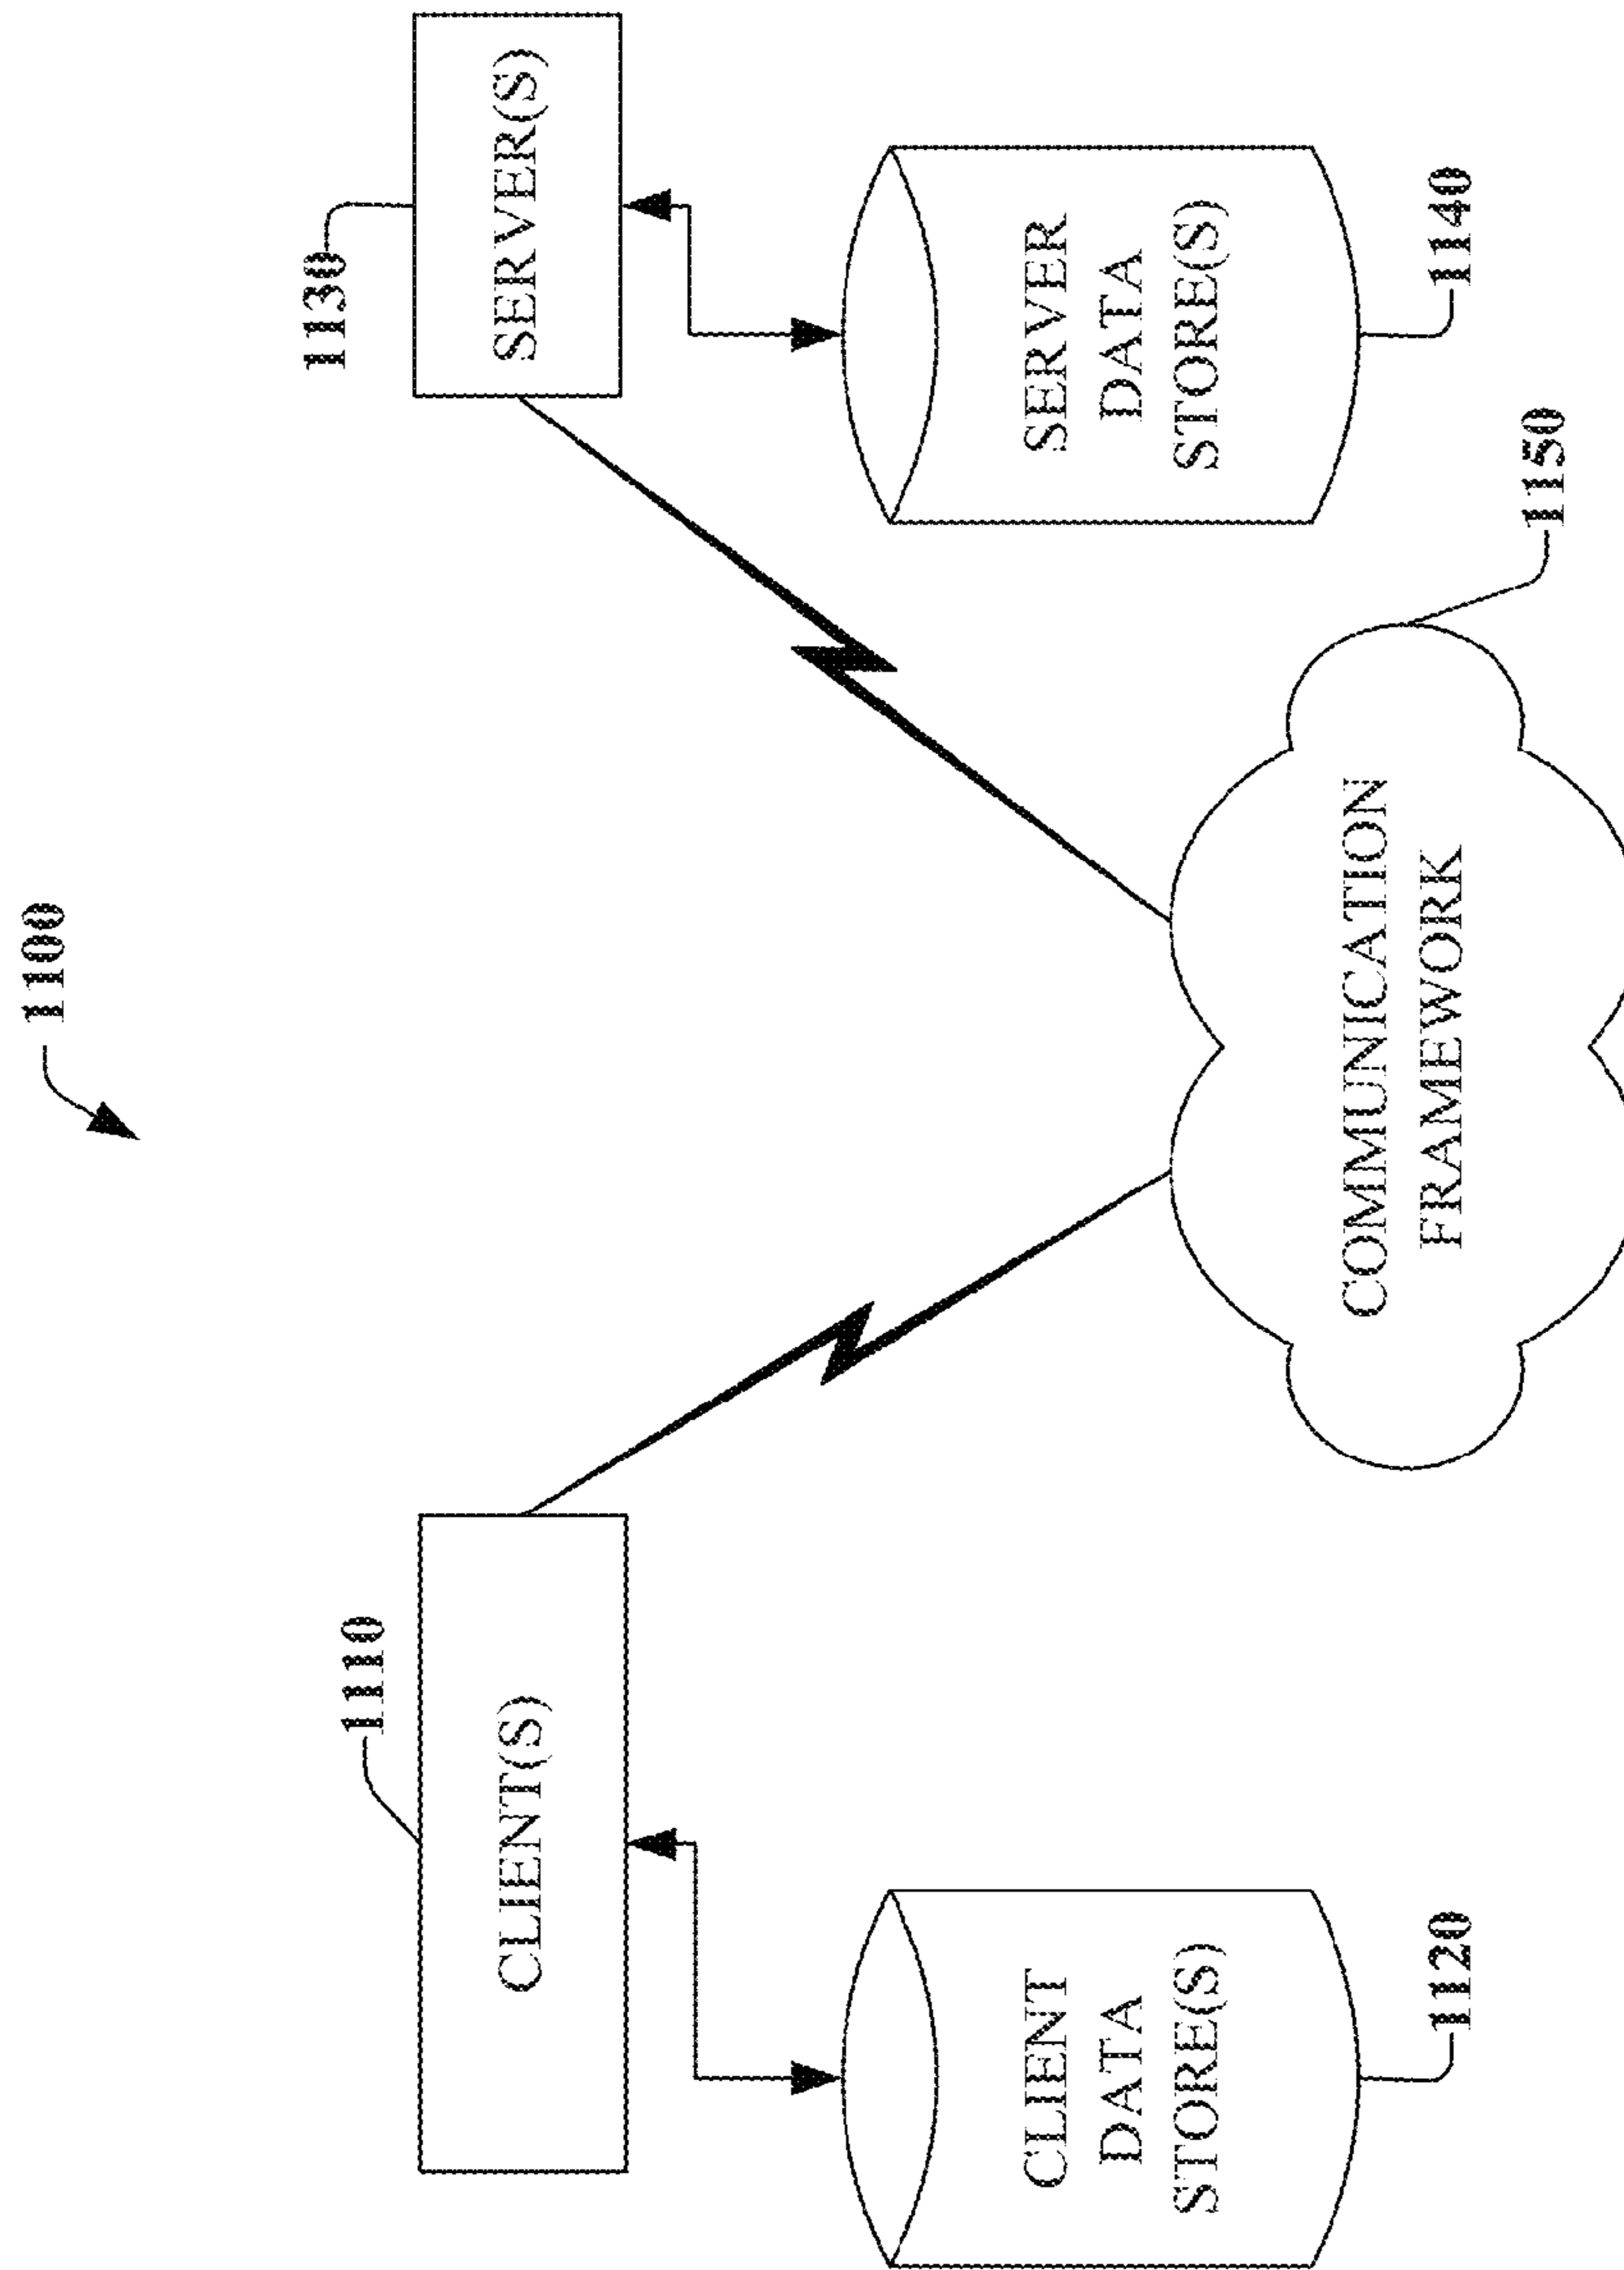 1100
1110
1130
CLIENT(S)
SERVER(S)
CLIENT
DATA
STORE(S)
SERVER
DATA
STORE(S)
COMMUNICATION
FRAMEWORK
1120
1140
1150